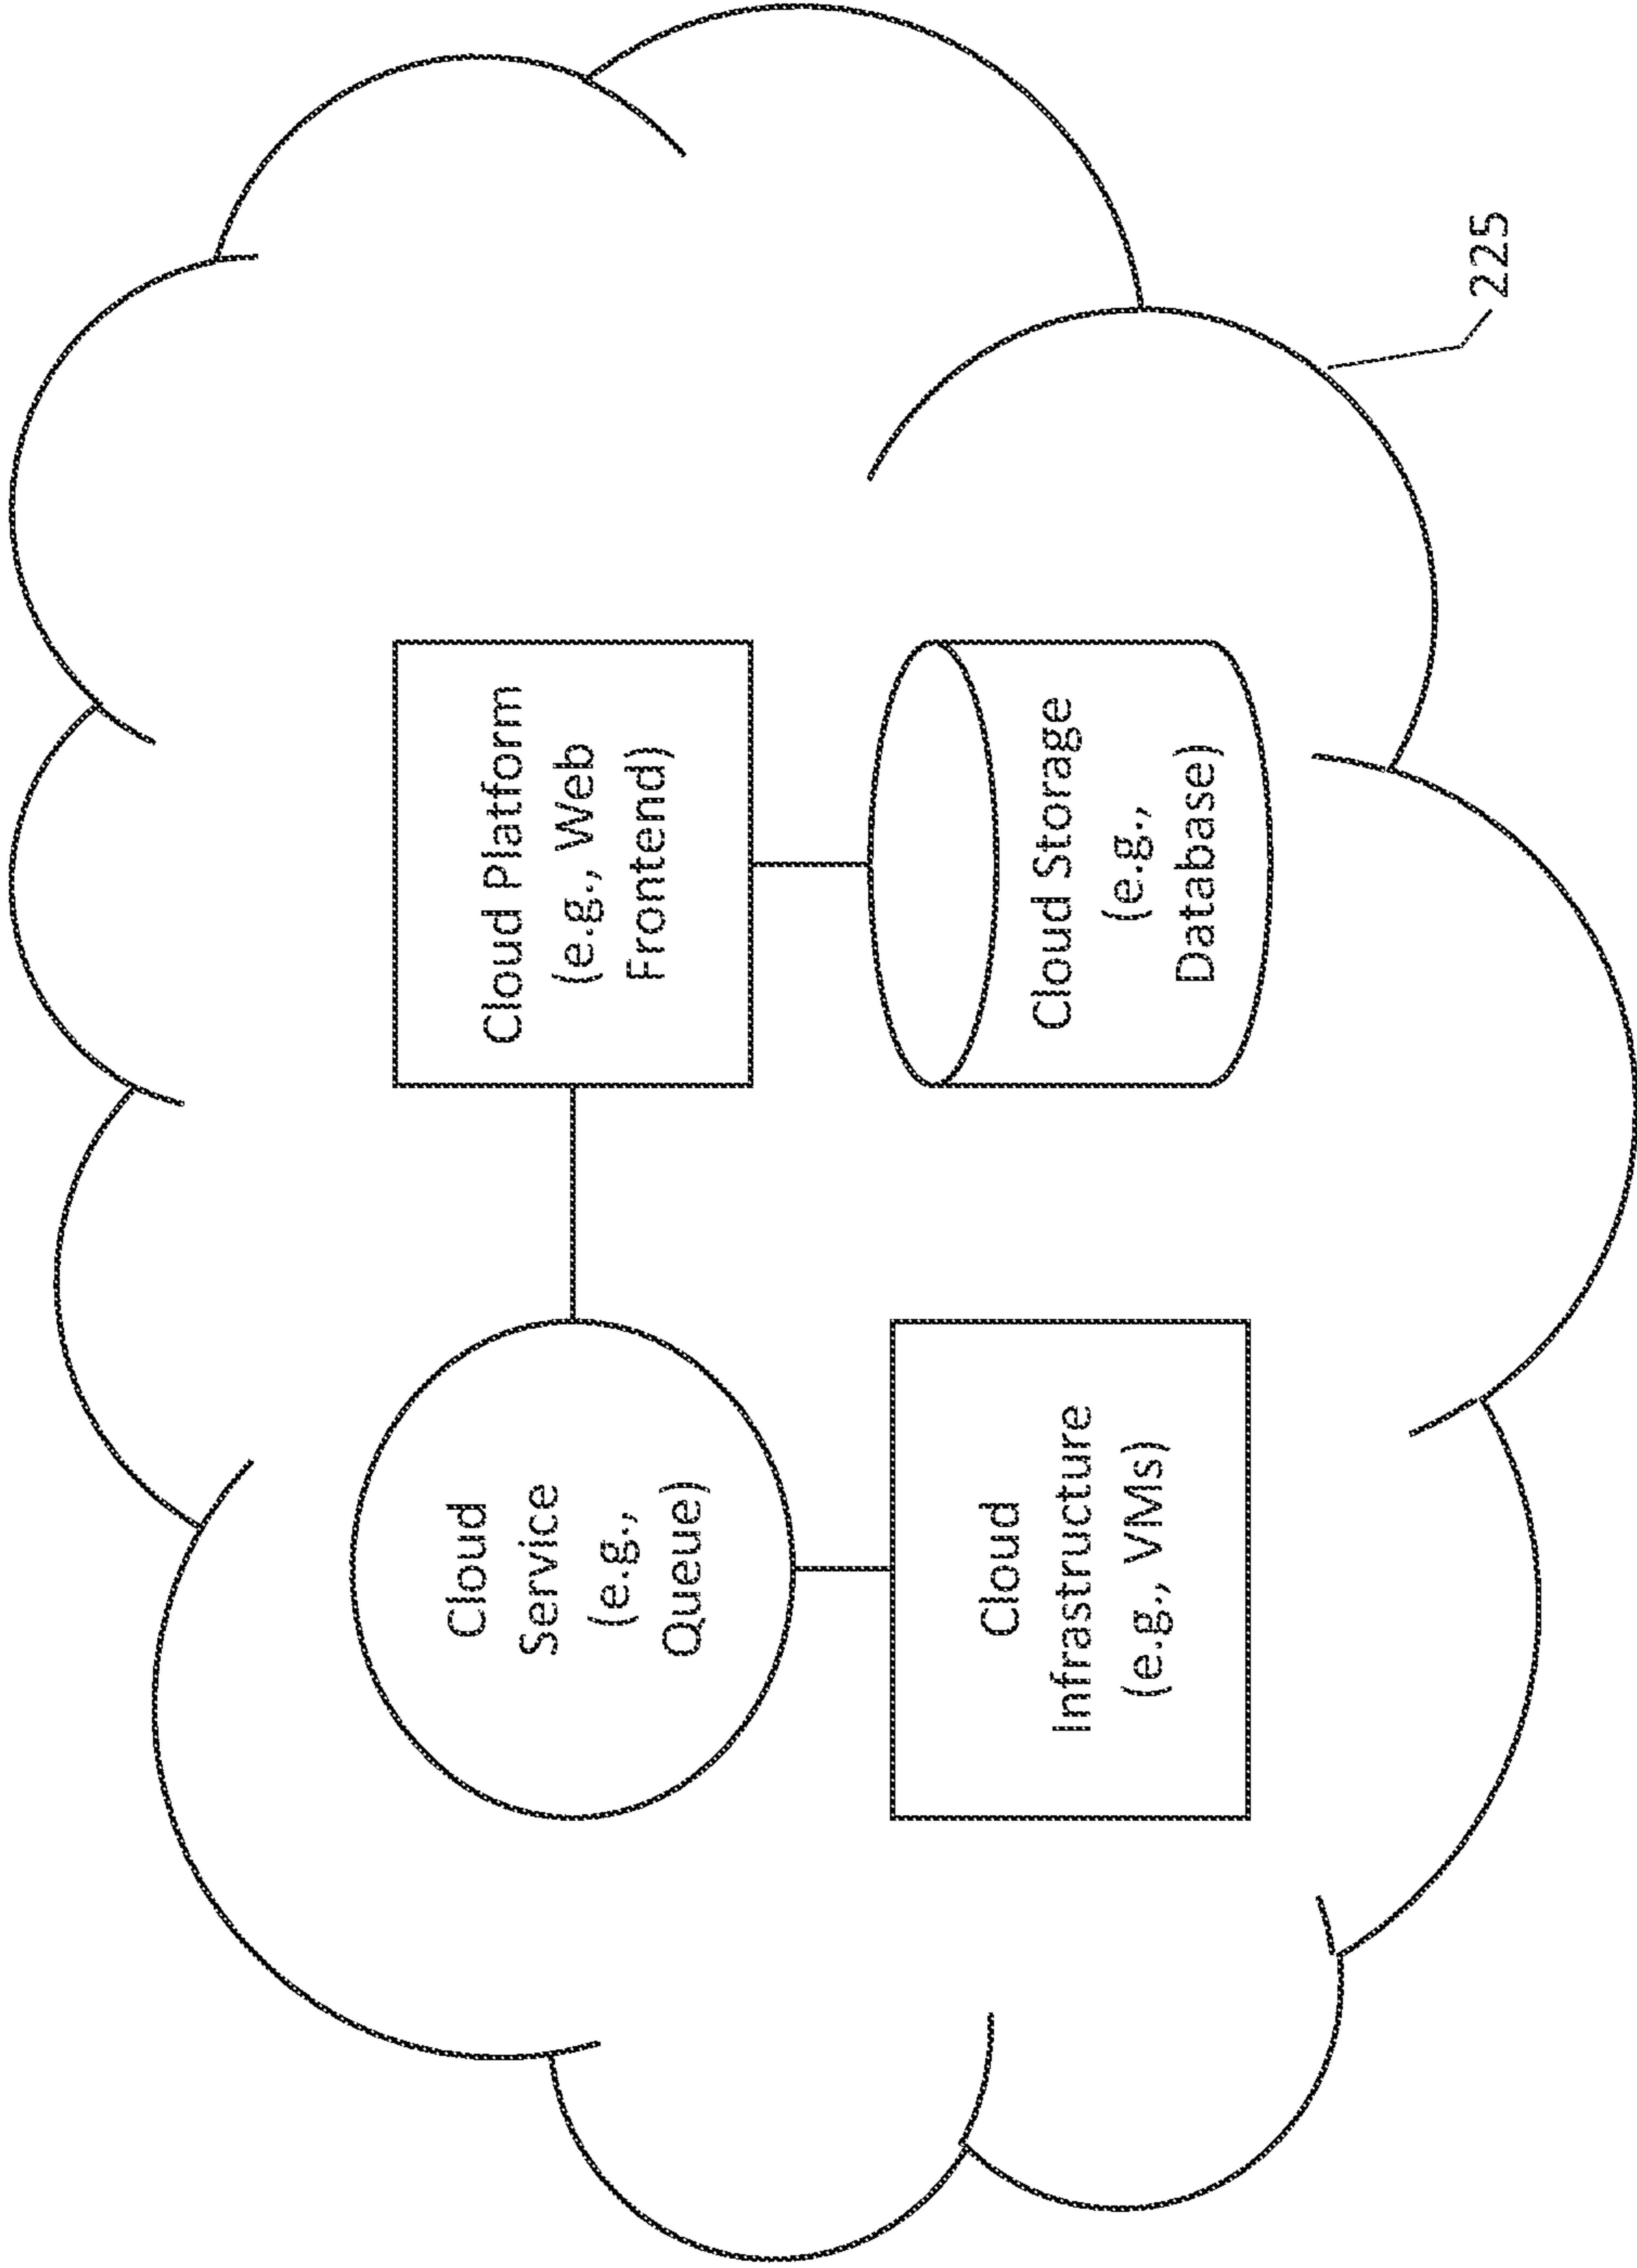 Cloud
Service
(e.g.,
Queue)
Cloud Platform
(e.g., Web
Frontend)
Cloud
Infrastructure
(e.g., VMs)
Cloud Storage
(e.g.,
Database)
225